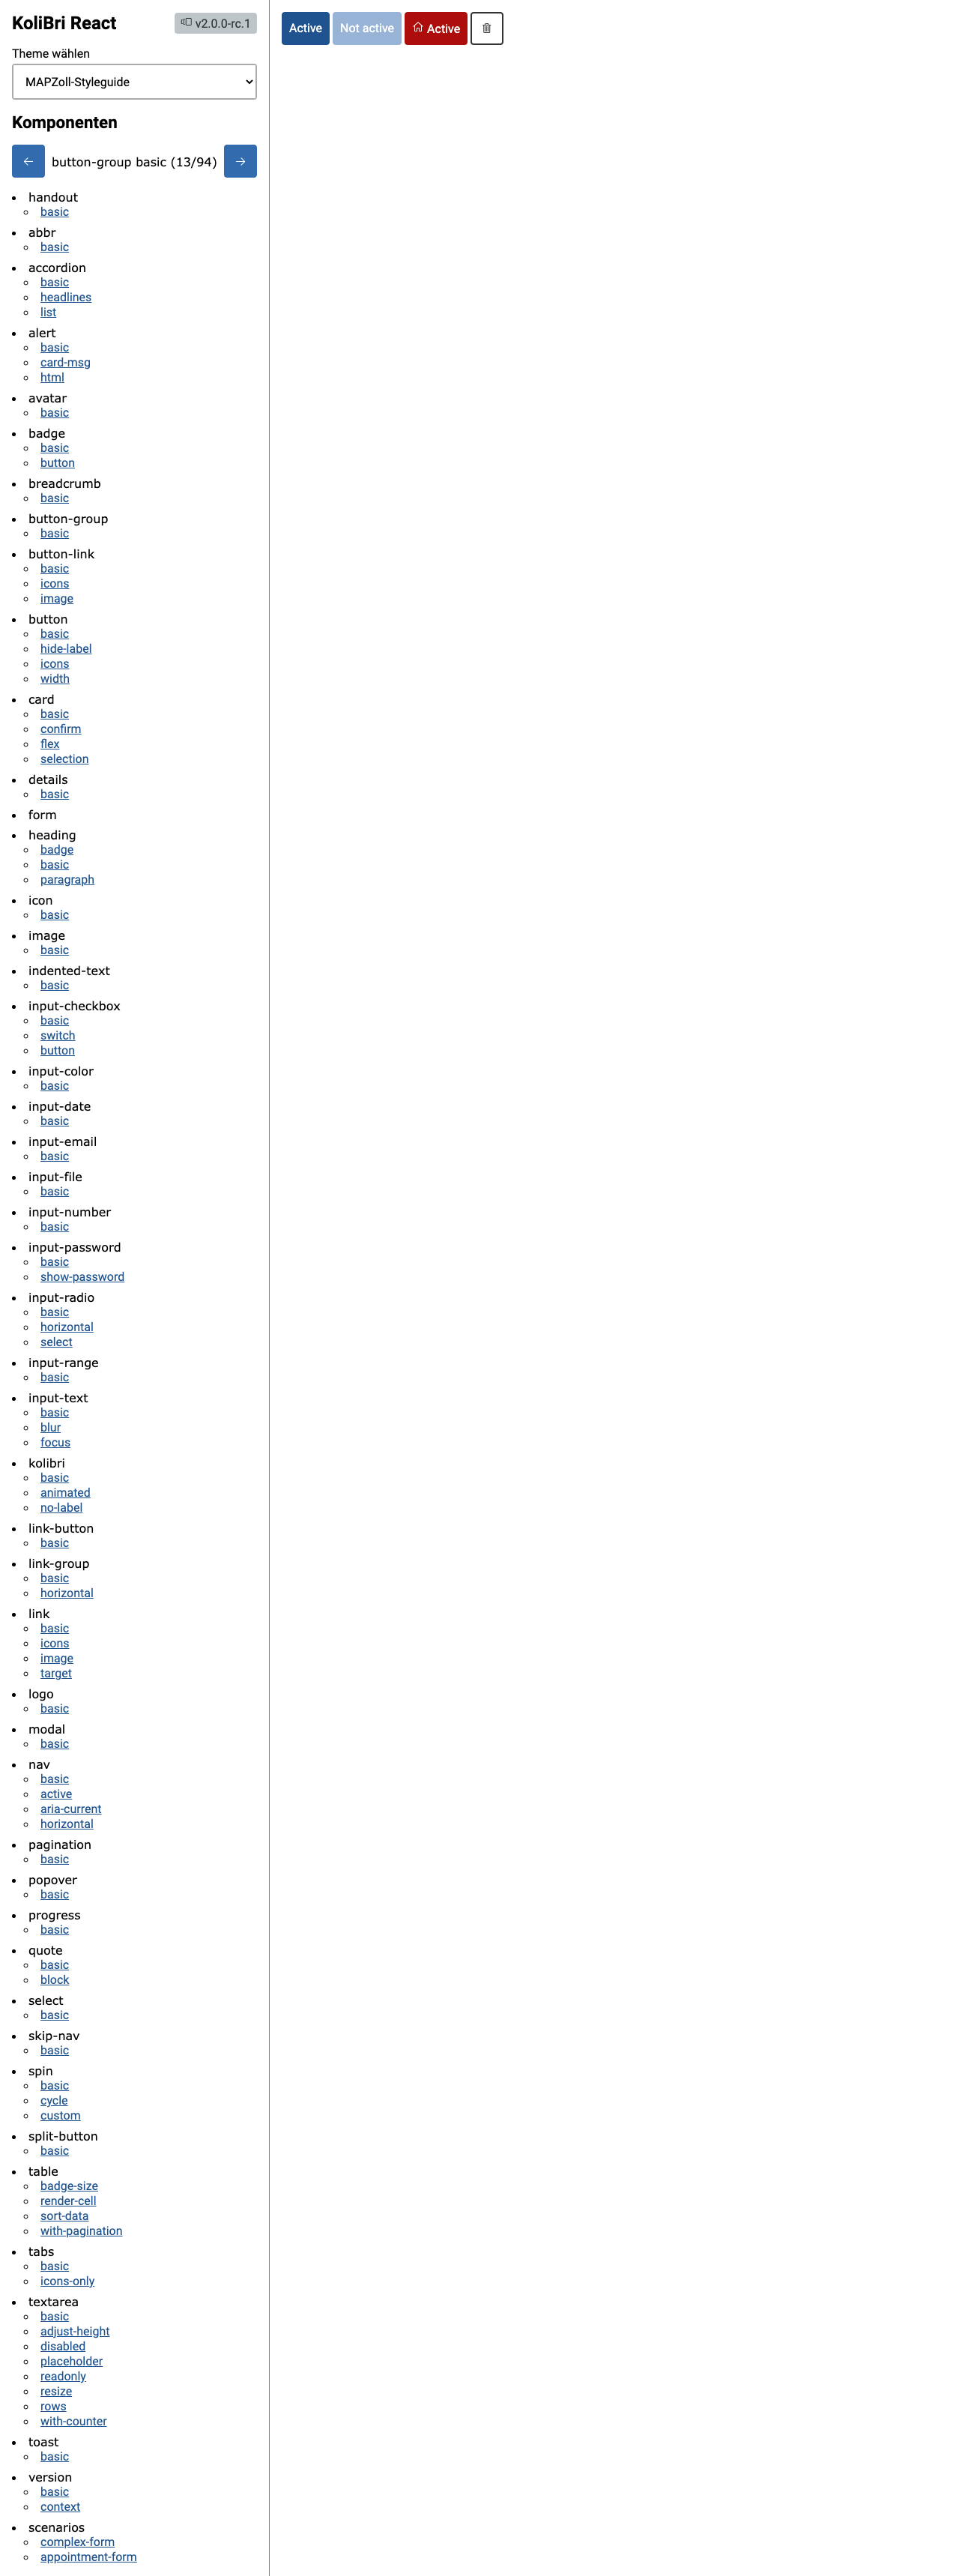 KoliBri React
v2.0.0-rc.1
Theme wählen
MAPZoll-Styleguide
Komponenten
button-group basic (13/94)
handout
basic
abbr
basic
accordion
basic
headlines
list
alert
basic
card-msg
html
avatar
basic
badge
basic
button
breadcrumb
basic
button-group
basic
button-link
basic
icons
image
button
basic
hide-label
icons
width
card
basic
confirm
flex
selection
details
basic
form
heading
badge
basic
paragraph
icon
basic
image
basic
indented-text
basic
input-checkbox
basic
switch
button
input-color
basic
input-date
basic
input-email
basic
input-file
basic
input-number
basic
input-password
basic
show-password
input-radio
basic
horizontal
select
input-range
basic
input-text
basic
blur
focus
kolibri
basic
animated
no-label
link-button
basic
link-group
basic
horizontal
link
basic
icons
image
target
logo
basic
modal
basic
nav
basic
active
aria-current
horizontal
pagination
basic
popover
basic
progress
basic
quote
basic
block
select
basic
skip-nav
basic
spin
basic
cycle
custom
split-button
basic
table
badge-size
render-cell
sort-data
with-pagination
tabs
basic
icons-only
textarea
basic
adjust-height
disabled
placeholder
readonly
resize
rows
with-counter
toast
basic
version
basic
context
scenarios
complex-form
appointment-form
Active Not active Active